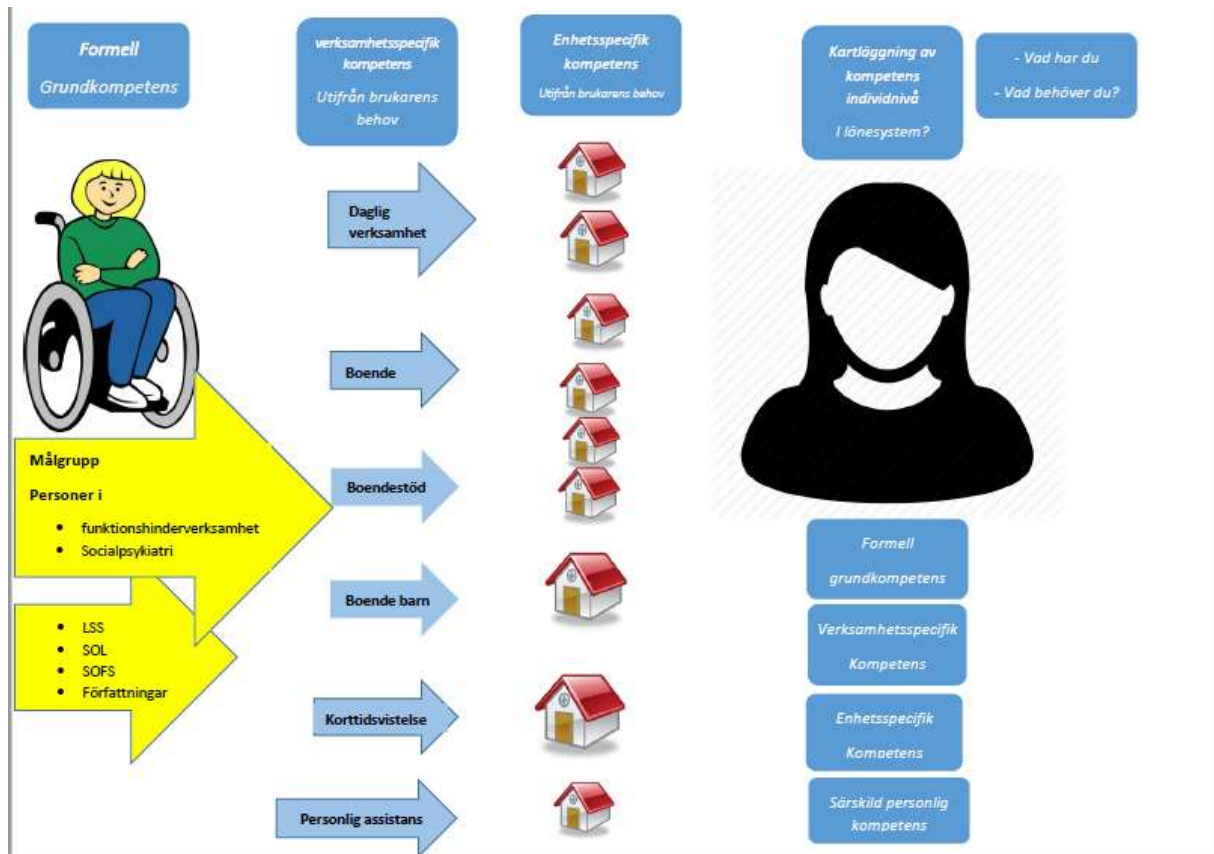 Formell
Grundkompetens
verksamhetsspecifik
kompetens
Utifrån brukarens
behov
Enhetsspecifik
kompetens
Utifrån brukarens behov
Kartläggning av
kompetens
individnivå
I lönesystem?
- Vad har du
- Vad behöver du?
Målgrupp
Personer i
• funktionshinderverksamhet
• Socialpsykiatri
• LSS
• SOL
• SOFS
• Författningar
Daglig
verksamhet
Boende
Boendestöd
Boende barn
Korttidsvistelse
Personlig assistans
Formell
grundkompetens
Verksamhetsspecifik
Kompetens
Enhetsspecifik
Kompetens
Särskild personlig
kompetens